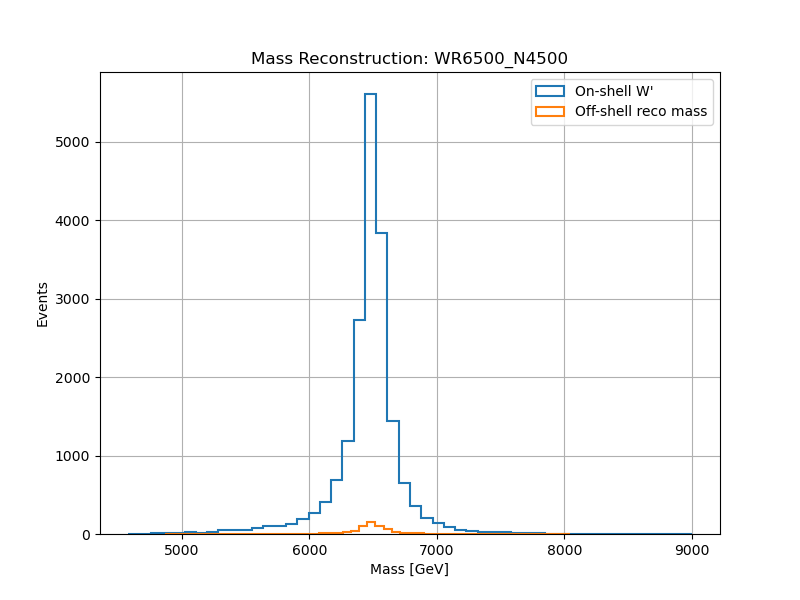 Mass Reconstruction: WR6500_N4500
On-shell W'
Off-shell reco mass
Events
5000
4000
3000
2000
1000
0
5000 6000 7000 8000 9000
Mass [GeV]